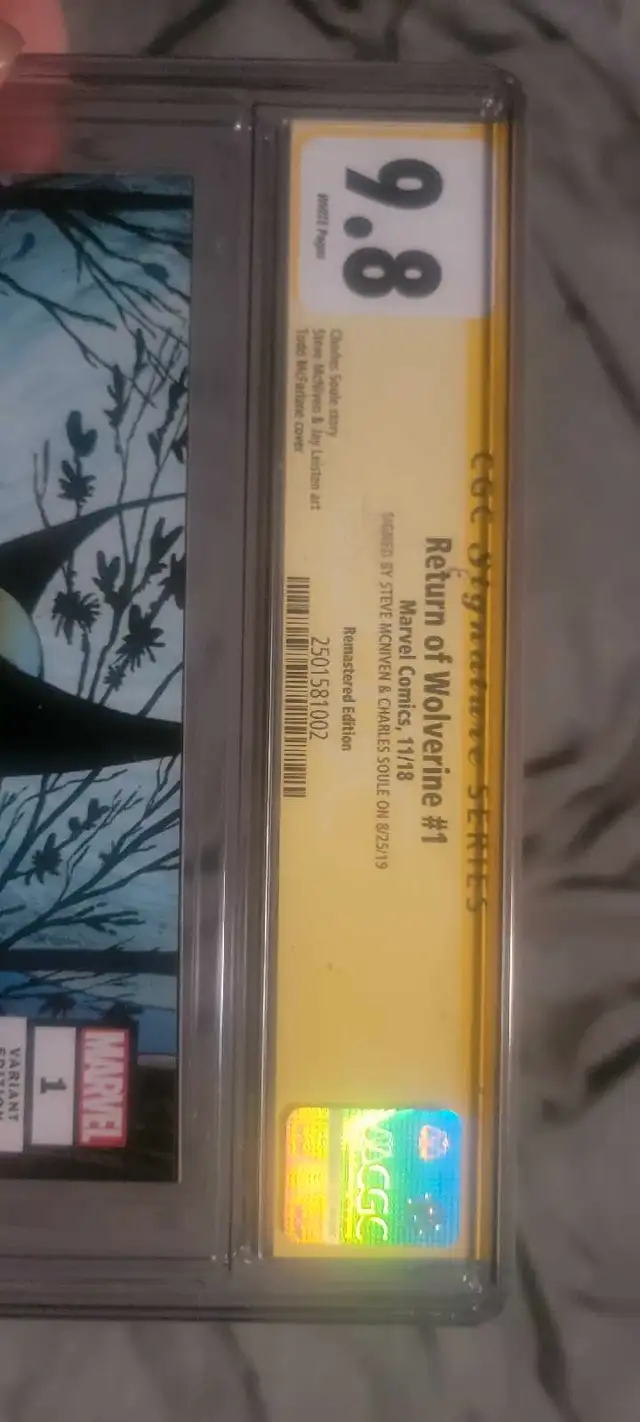 CGC Signature SERIES
9.8
WHITE Pages
Return of Wolverine #1
Marvel Comics, 11/18
SIGNED BY STEVE MCNIVEN & CHARLES SOULE ON 8/25/19
Charles Soule story
Steve McNiven & Jay Leisten art
Todd McFarlane cover
Remastered Edition
2501581002
CGC
MARVEL
1
VARIANT
EDITION